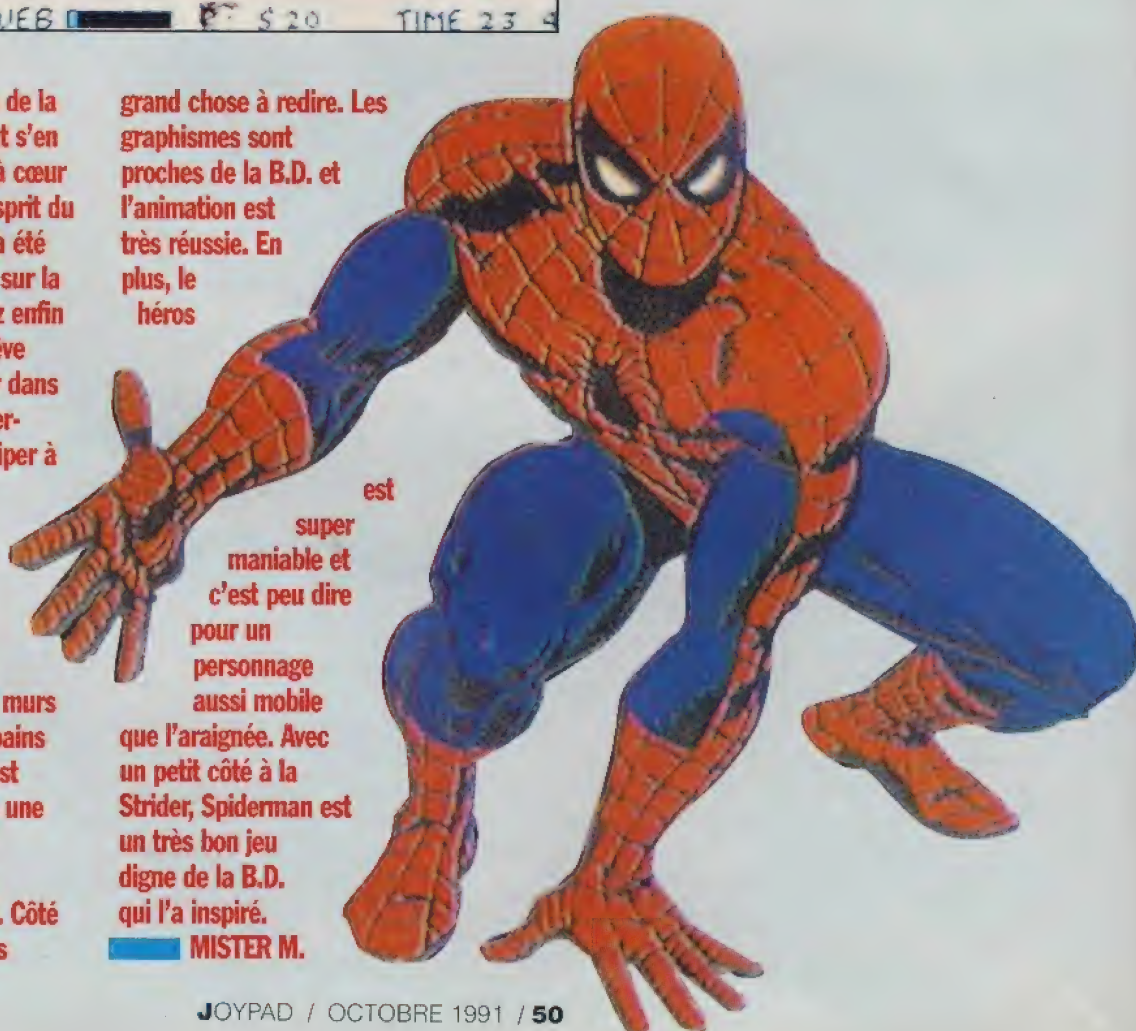 WEB $20 TIME 23
de la
t s'en
à cœur
sprit du
a été
sur la
z enfin
êve
r dans
er-
iper à
murs
pains
st
une
. Côté
s
grand chose à redire. Les
graphismes sont
proches de la B.D. et
l'animation est
très réussie. En
plus, le
héros
est
super
maniable et
c'est peu dire
pour un
personnage
aussi mobile
que l'araignée. Avec
un petit côté à la
Strider, Spiderman est
un très bon jeu
digne de la B.D.
qui l'a inspiré.
MISTER M.
JOYPAD / OCTOBRE 1991 / 50